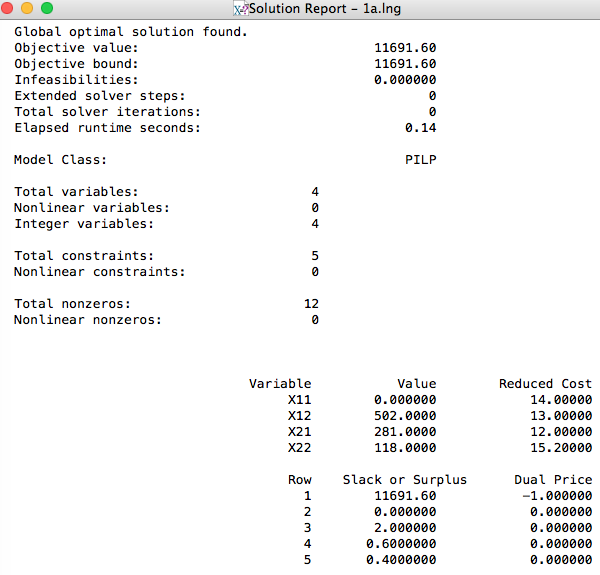 Solution Report – 1a.lng
Global optimal solution found.
Objective value: 11691.60
Objective bound: 11691.60
Infeasibilities: 0.000000
Extended solver steps: 0
Total solver iterations: 0
Elapsed runtime seconds: 0.14
Model Class: PILP
Total variables: 4
Nonlinear variables: 0
Integer variables: 4
Total constraints: 5
Nonlinear constraints: 0
Total nonzeros: 12
Nonlinear nonzeros: 0
Variable Value Reduced Cost
X11 0.000000 14.00000
X12 502.0000 13.00000
X21 281.0000 12.00000
X22 118.0000 15.20000
Row Slack or Surplus Dual Price
1 11691.60 -1.000000
2 0.000000 0.000000
3 2.000000 0.000000
4 0.6000000 0.000000
5 0.4000000 0.000000